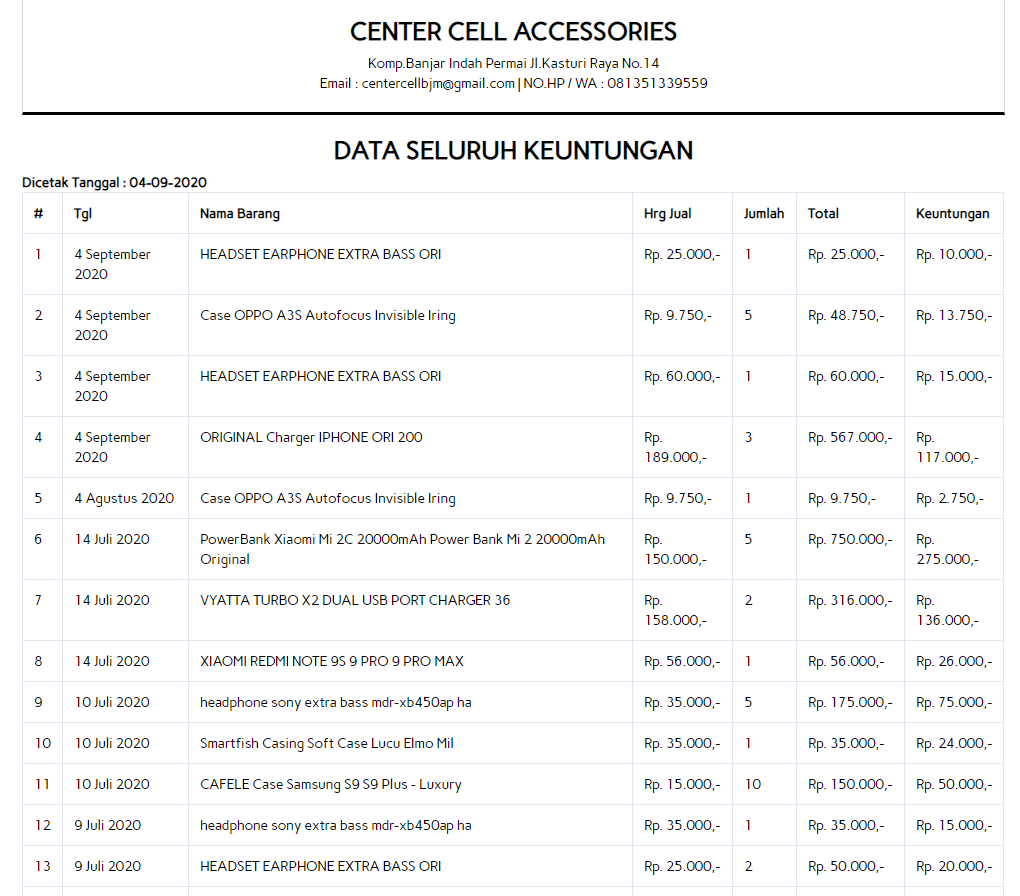 CENTER CELL ACCESSORIES
Komp.Banjar Indah Permai Jl.Kasturi Raya No.14
Email : centercellbjm@gmail.com | NO.HP / WA : 081351339559
DATA SELURUH KEUNTUNGAN
Dicetak Tanggal : 04-09-2020
# Tgl Nama Barang Hrg Jual Jumlah Total Keuntungan
1 4 September HEADSET EARPHONE EXTRA BASS ORI Rp. 25.000,- 1 Rp. 25.000,- Rp. 10.000,-
2020
2 4 September Case OPPO A3S Autofocus Invisible Iring Rp. 9.750,- 5 Rp. 48.750,- Rp. 13.750,-
2020
3 4 September HEADSET EARPHONE EXTRA BASS ORI Rp. 60.000,- 1 Rp. 60.000,- Rp. 15.000,-
2020
4 4 September ORIGINAL Charger IPHONE ORI 200 Rp. 3 Rp. 567.000,- Rp.
2020 189.000,- 117.000,-
5 4 Agustus 2020 Case OPPO A3S Autofocus Invisible Iring Rp. 9.750,- 1 Rp. 9.750,- Rp. 2.750,-
6 14 Juli 2020 PowerBank Xiaomi Mi 2C 20000mAh Power Bank Mi 2 20000mAh Rp. 5 Rp. 750.000,- Rp.
Original 150.000,- 275.000,-
7 14 Juli 2020 VYATTA TURBO X2 DUAL USB PORT CHARGER 36 Rp. 2 Rp. 316.000,- Rp.
158.000,- 136.000,-
8 14 Juli 2020 XIAOMI REDMI NOTE 9S 9 PRO 9 PRO MAX Rp. 56.000,- 1 Rp. 56.000,- Rp. 26.000,-
9 10 Juli 2020 headphone sony extra bass mdr-xb450ap ha Rp. 35.000,- 5 Rp. 175.000,- Rp. 75.000,-
10 10 Juli 2020 Smartfish Casing Soft Case Lucu Elmo Mil Rp. 35.000,- 1 Rp. 35.000,- Rp. 24.000,-
11 10 Juli 2020 CAFELE Case Samsung S9 S9 Plus - Luxury Rp. 15.000,- 10 Rp. 150.000,- Rp. 50.000,-
12 9 Juli 2020 headphone sony extra bass mdr-xb450ap ha Rp. 35.000,- 1 Rp. 35.000,- Rp. 15.000,-
13 9 Juli 2020 HEADSET EARPHONE EXTRA BASS ORI Rp. 25.000,- 2 Rp. 50.000,- Rp. 20.000,-